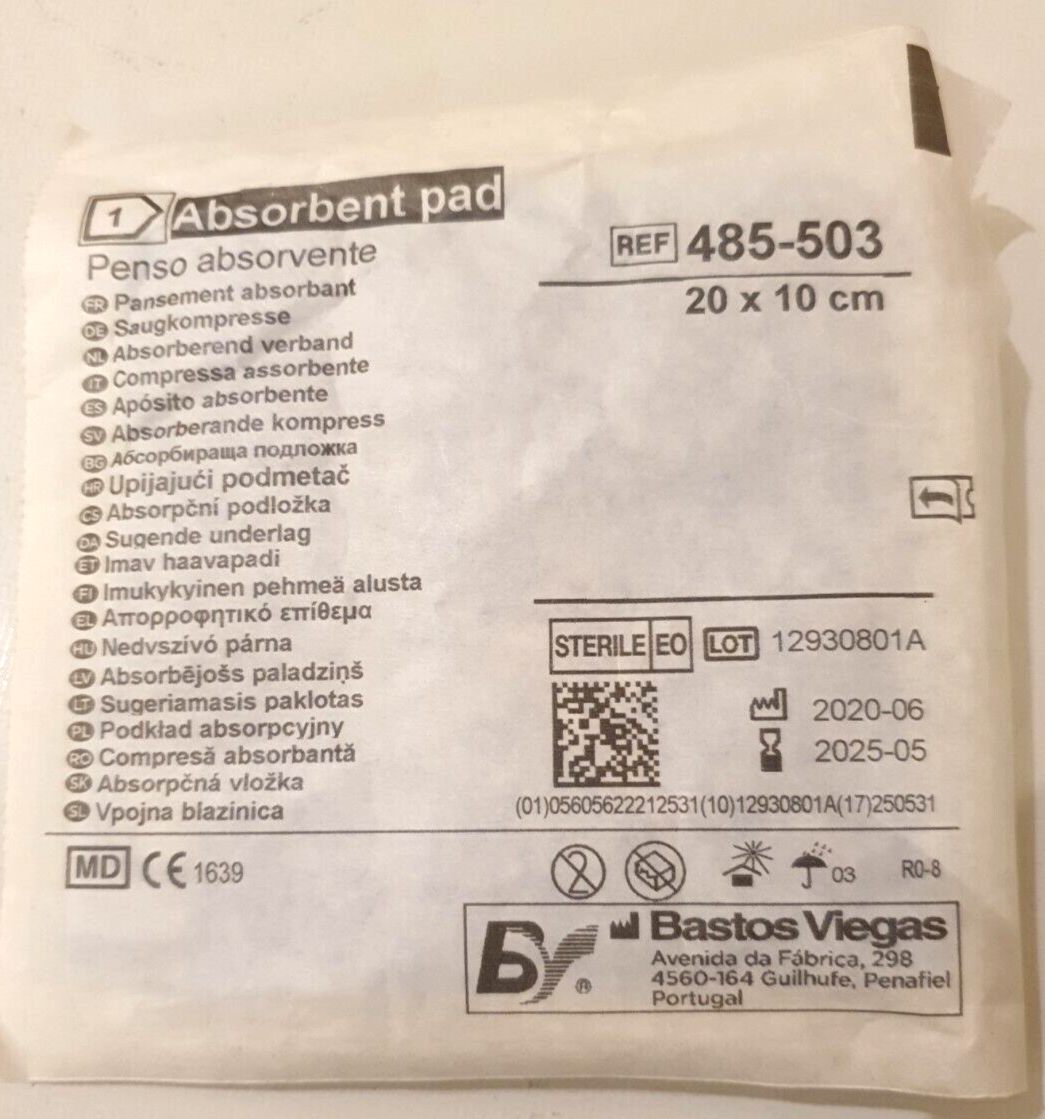 1 Absorbent pad
Penso absorvente
FR Pansement absorbant
DE Saugkompresse
NL Absorberend verband
IT Compressa assorbente
ES Apósito absorbente
SV Absorberande kompress
BG Абсорбираща подложка
HR Upijajući podmetač
CS Absorpční podložka
DA Sugende underlag
ET Imav haavapadi
FI Imukykyinen pehmeä alusta
EL Απορροφητικό επίθεμα
HU Nedvszívó párna
LV Absorbējošs paladziņš
LT Sugeriamasis paklotas
PL Podkład absorpcyjny
RO Compresă absorbantă
SK Absorpčná vložka
SL Vpojna blazinica
REF 485-503
20 x 10 cm
STERILE EO LOT 12930801A
2020-06
2025-05
(01)05605622212531(10)12930801A(17)250531
MD CE 1639
2 03 R0-8
BV ® Bastos Viegas
Avenida da Fábrica, 298
4560-164 Guilhufe, Penafiel
Portugal